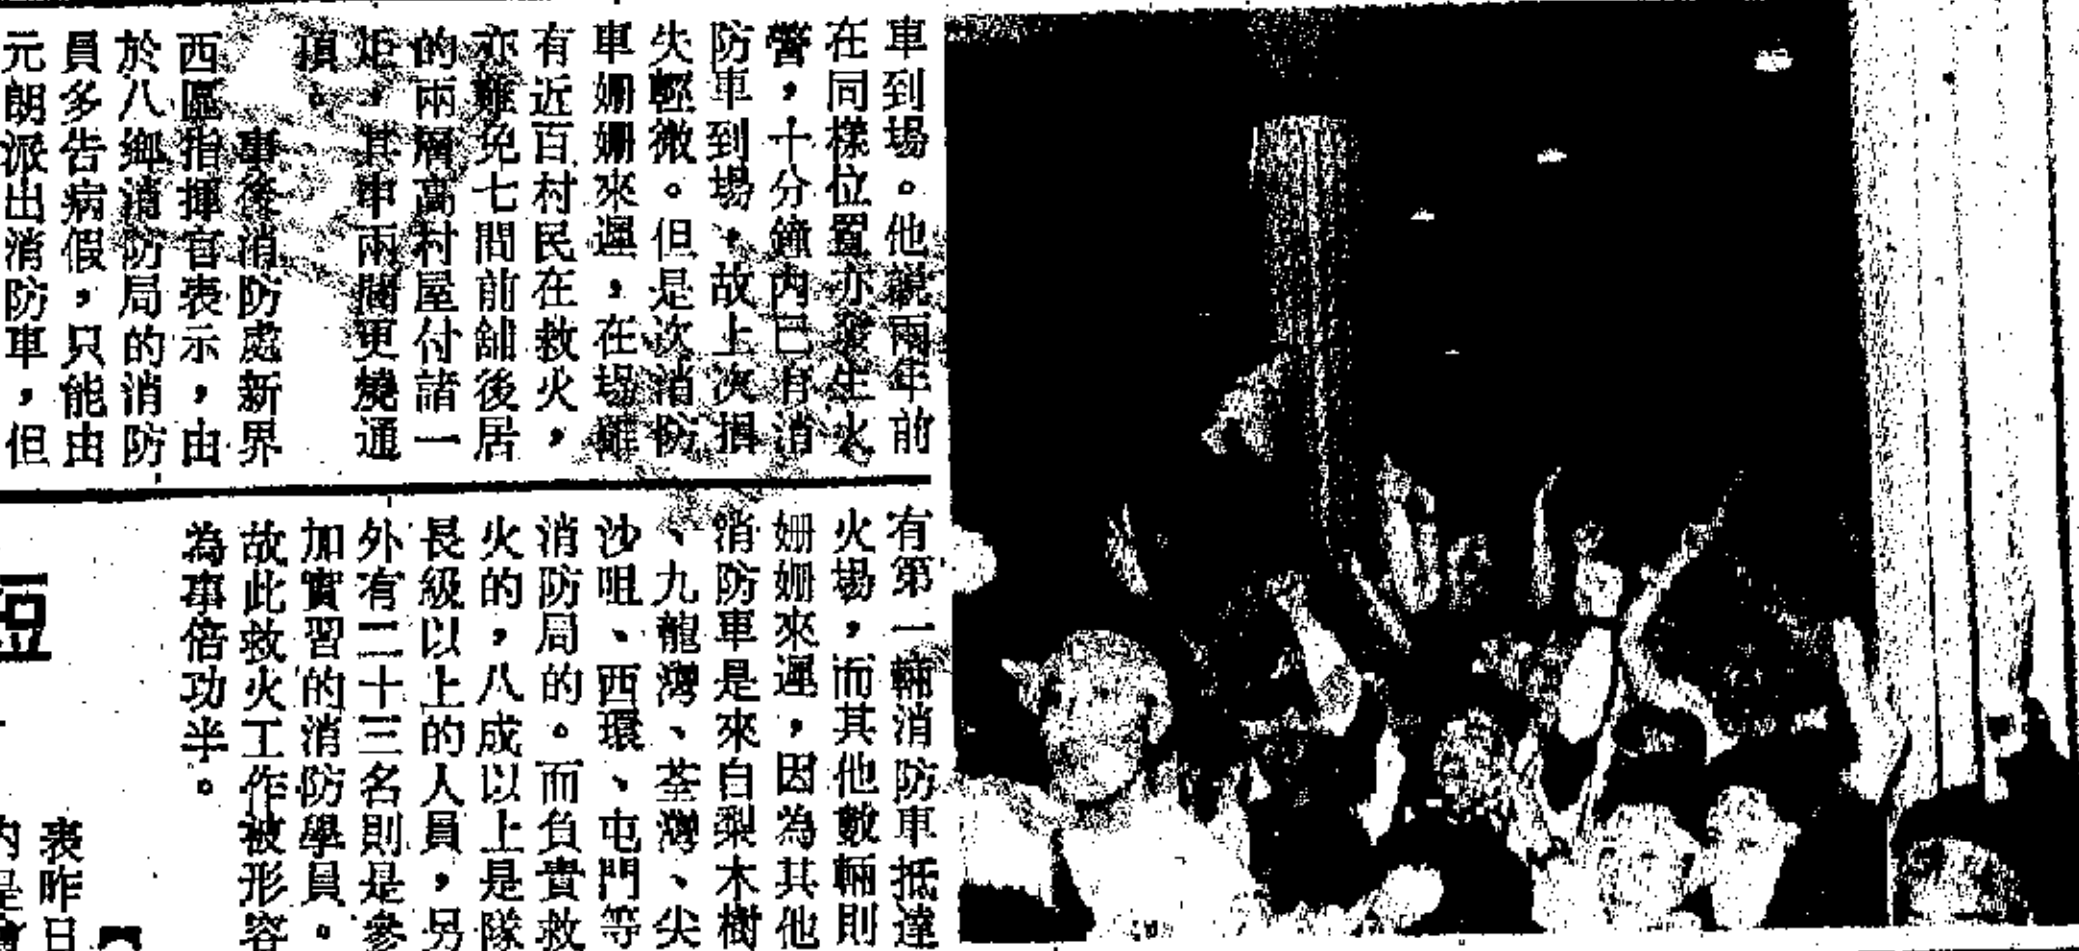 車到場。他說兩年前
在同樣位置亦發生火
警，十分鐘內已有消
防車到場，故上次損
失輕微。但是次消防
車姍姍來遲，在場雖
有近百村民在救火，
亦難免七間前舖後居
的兩層高村屋付諸一
炬，其中兩間更燒通
頂。
事後消防處新界
西區指揮官表示，由
於八鄉消防局的消防
員多告病假，只能由
元朗派出消防車，但
有第一輛消防車抵達
火場，而其他數輛則
姍姍來遲，因為其他
消防車是來自梨木樹
、九龍灣、荃灣、尖
沙咀、西環、屯門等
消防局的。而負責救
火的，八成以上是隊
長級以上的人員，另
外有二十三名則是參
加實習的消防學員。
故此救火工作被形容
為事倍功半。
表昨日